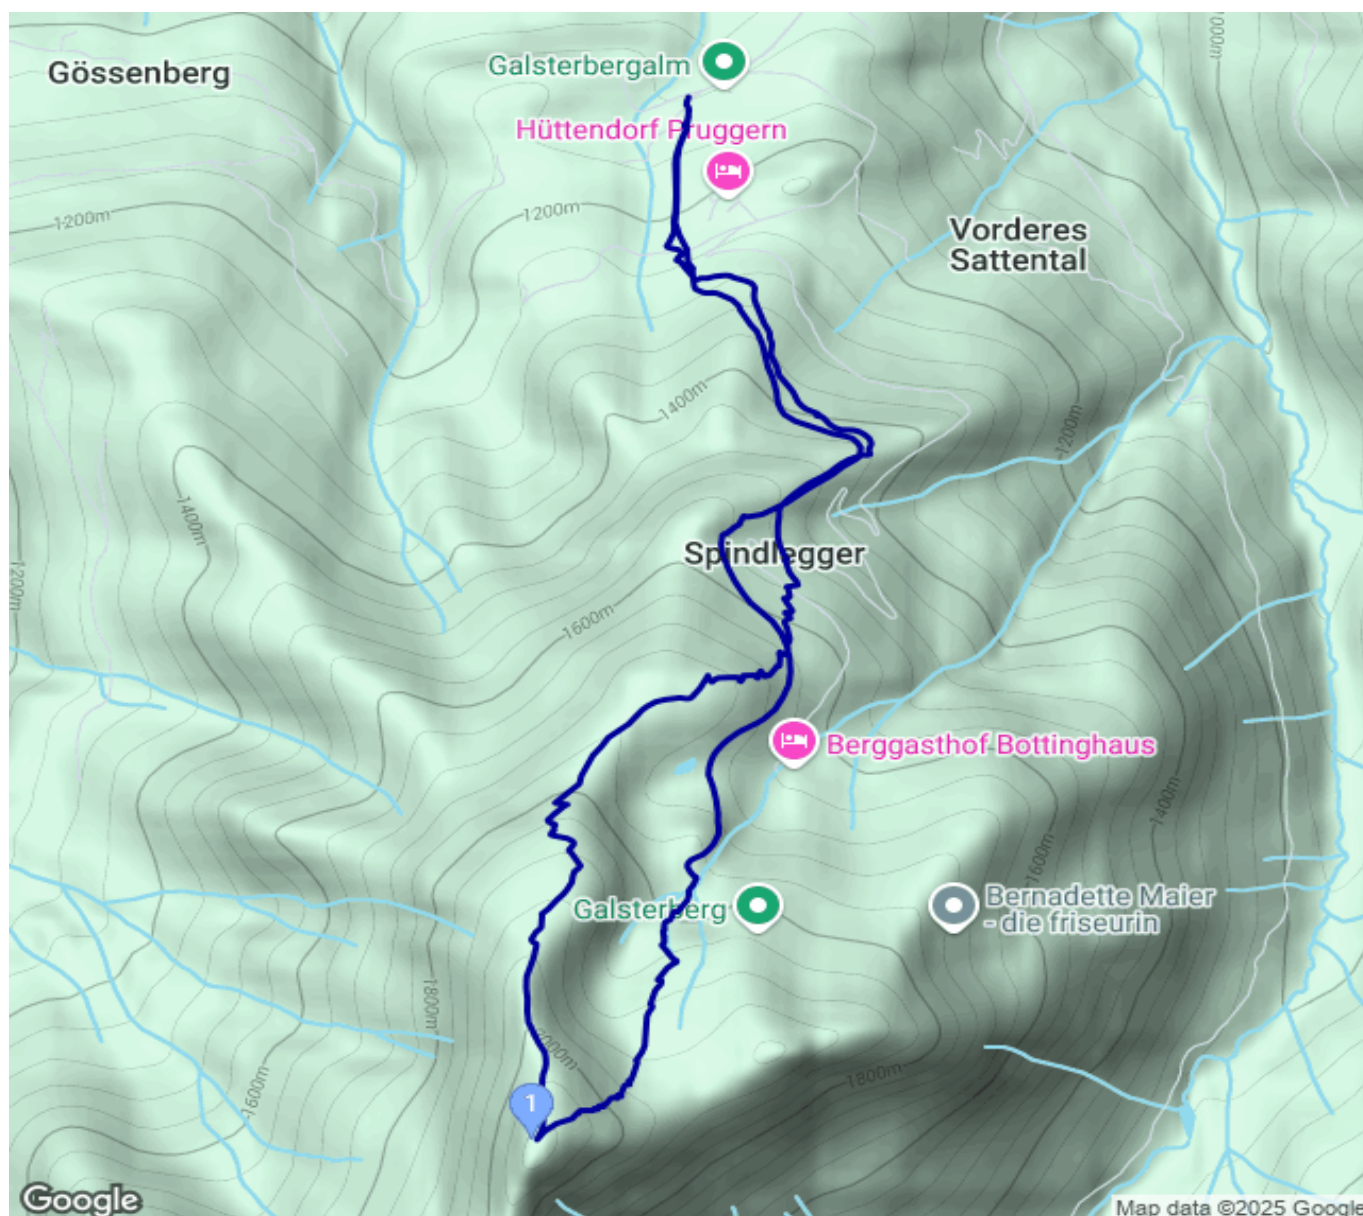 Gössenberg
Galsterbergalm
Hüttendorf Pruggern
1200m
1200m
Vorderes
Sattental
1400m
1200m
1400m
Spindlegger
1200m
1600m
Berggasthof Bottinghaus
1400m
1600m
Galsterberg
Bernadette Maier
- die friseurin
1800m
1800m
1600m
1
Google
Map data ©2025 Google